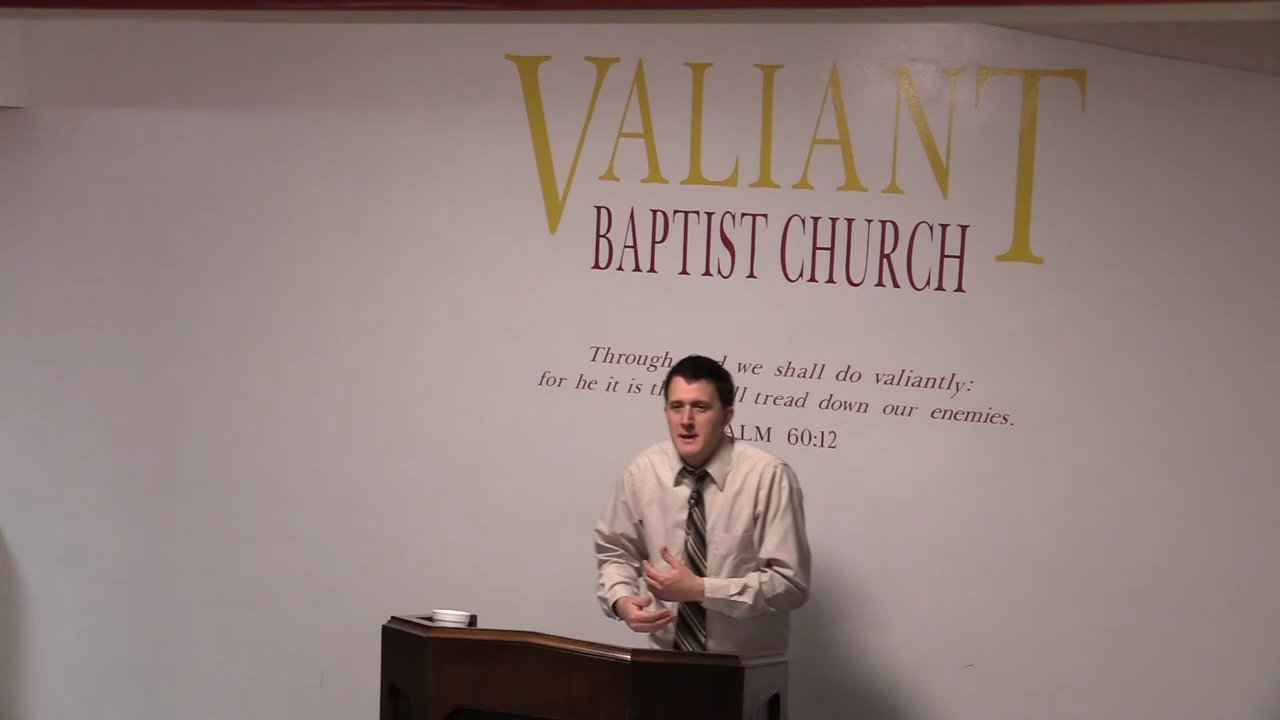 VALIANT
BAPTIST CHURCH
Through we shall do valiantly:
for he it is tread down our enemies.
60:12